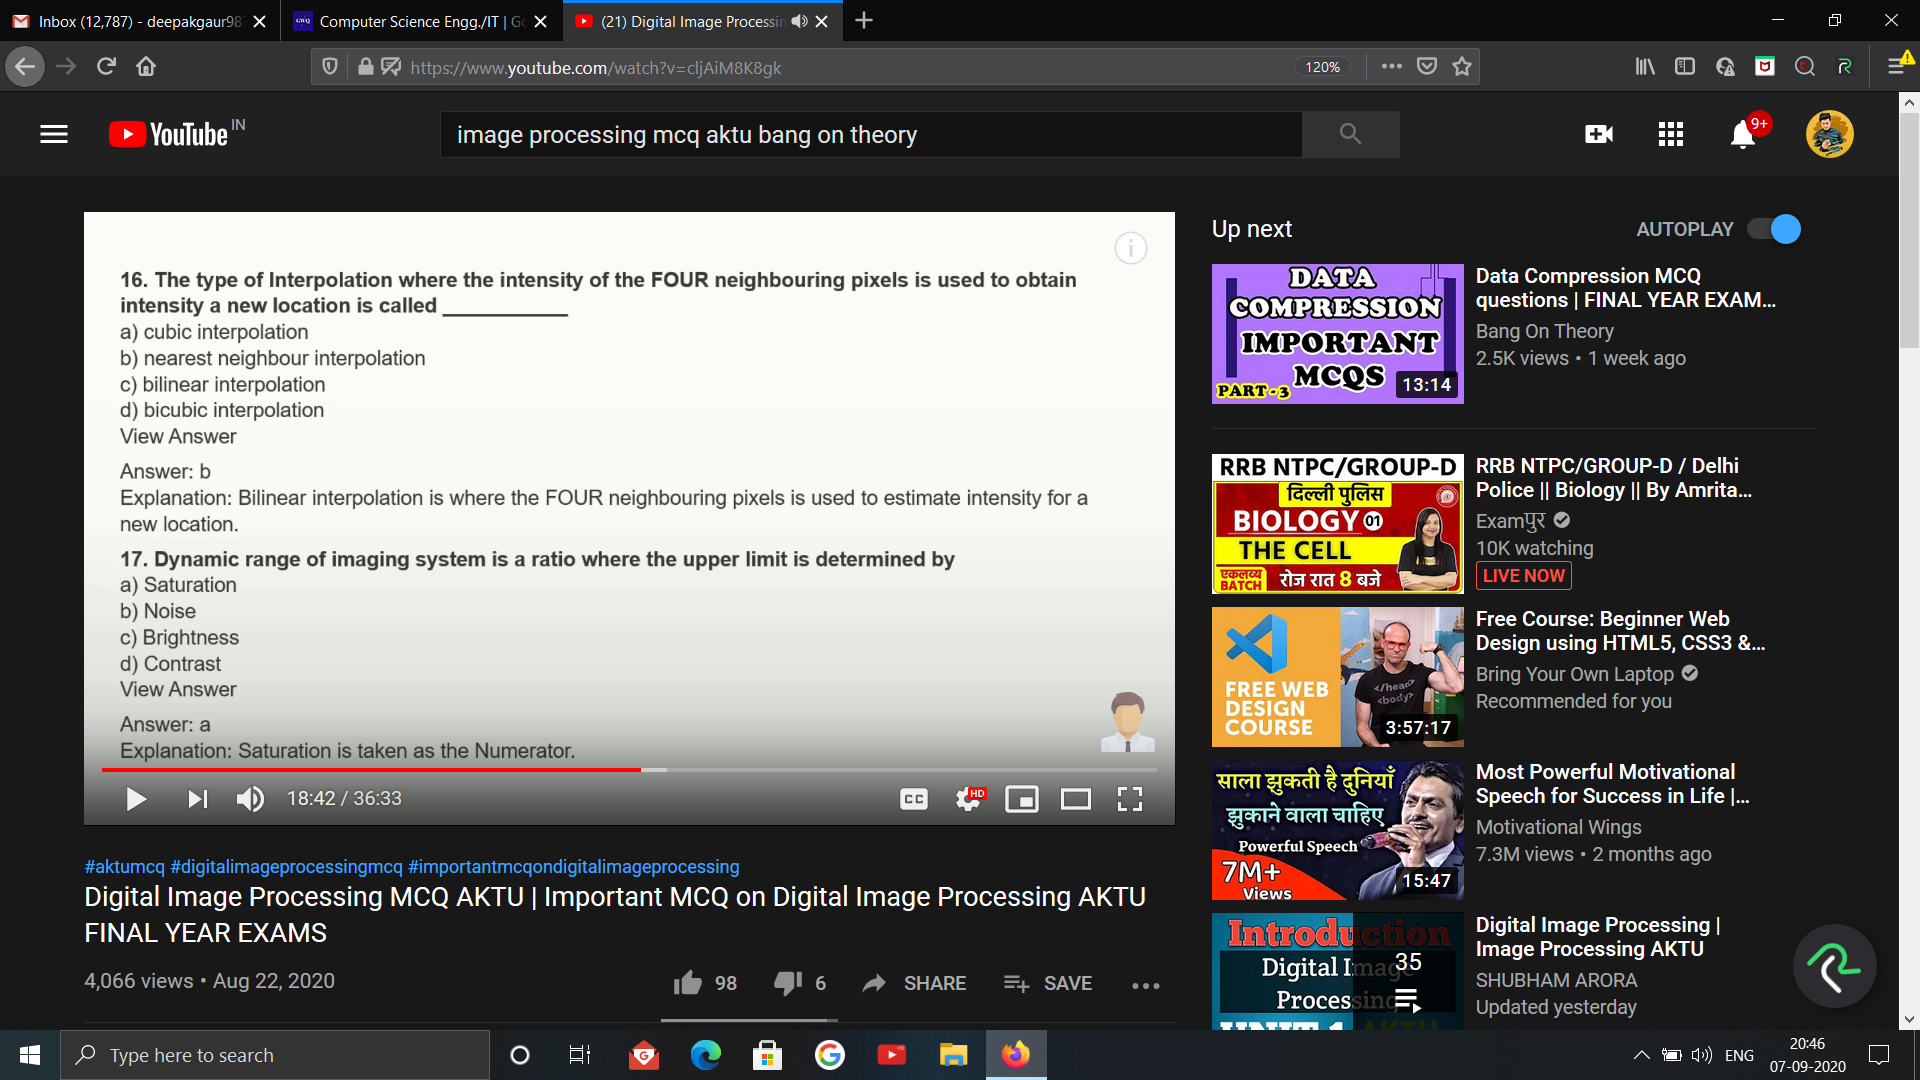 Inbox (12,787) - deepakgaur987
Computer Science Engg./IT | Go
(21) Digital Image Processin
https://www.youtube.com/watch?v=cljAiM8K8gk
120%
YouTube IN
image processing mcq aktu bang on theory
9+
16. The type of Interpolation where the intensity of the FOUR neighbouring pixels is used to obtain
intensity a new location is called ___________
a) cubic interpolation
b) nearest neighbour interpolation
c) bilinear interpolation
d) bicubic interpolation
View Answer
Answer: b
Explanation: Bilinear interpolation is where the FOUR neighbouring pixels is used to estimate intensity for a
new location.
17. Dynamic range of imaging system is a ratio where the upper limit is determined by
a) Saturation
b) Noise
c) Brightness
d) Contrast
View Answer
Answer: a
Explanation: Saturation is taken as the Numerator.
18:42 / 36:33
CC
HD
#aktumcq #digitalimageprocessingmcq #importantmcqondigitalimageprocessing
Digital Image Processing MCQ AKTU | Important MCQ on Digital Image Processing AKTU
FINAL YEAR EXAMS
4,066 views • Aug 22, 2020
98
6
SHARE
SAVE
Up next
AUTOPLAY
DATA
COMPRESSION
IMPORTANT
MCQS
PART -3
13:14
Data Compression MCQ
questions | FINAL YEAR EXAM...
Bang On Theory
2.5K views • 1 week ago
RRB NTPC/GROUP-D
दिल्ली पुलिस
BIOLOGY 01
THE CELL
एकलव्य
BATCH
रोज रात 8 बजे
RRB NTPC/GROUP-D / Delhi
Police || Biology || By Amrita...
Examपुर
10K watching
LIVE NOW
FREE WEB
DESIGN
COURSE
</head>
<body>
3:57:17
Free Course: Beginner Web
Design using HTML5, CSS3 &...
Bring Your Own Laptop
Recommended for you
साला झुकती है दुनियाँ
झुकाने वाला चाहिए
Powerful Speech
7M+
Views
15:47
Most Powerful Motivational
Speech for Success in Life |...
Motivational Wings
7.3M views • 2 months ago
Introduction
Digital Image
Processing
UNIT-1 AKTU
35
Digital Image Processing |
Image Processing AKTU
SHUBHAM ARORA
Updated yesterday
Type here to search
ENG
20:46
07-09-2020